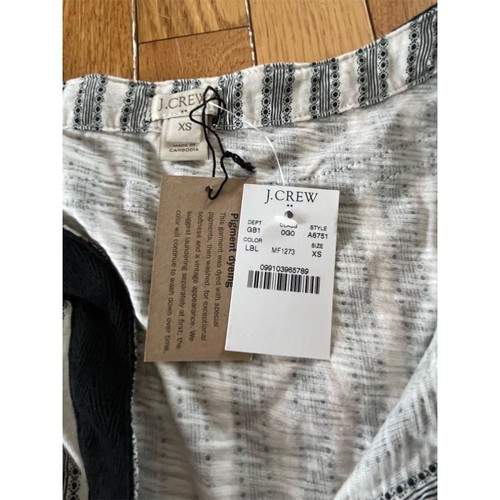 J.CREW
XS
MADE IN
CAMBODIA
Pigment dyeing
This garment was dyed with special
pigments, then washed, for exceptional
softness and a vintage appearance. We
suggest laundering separately at first; the
color will continue to wash down over time.
J.CREW
DEPT CLASS STYLE
GB1 0G0 A6751
COLOR SIZE
LBL MF1273 XS
099103965789